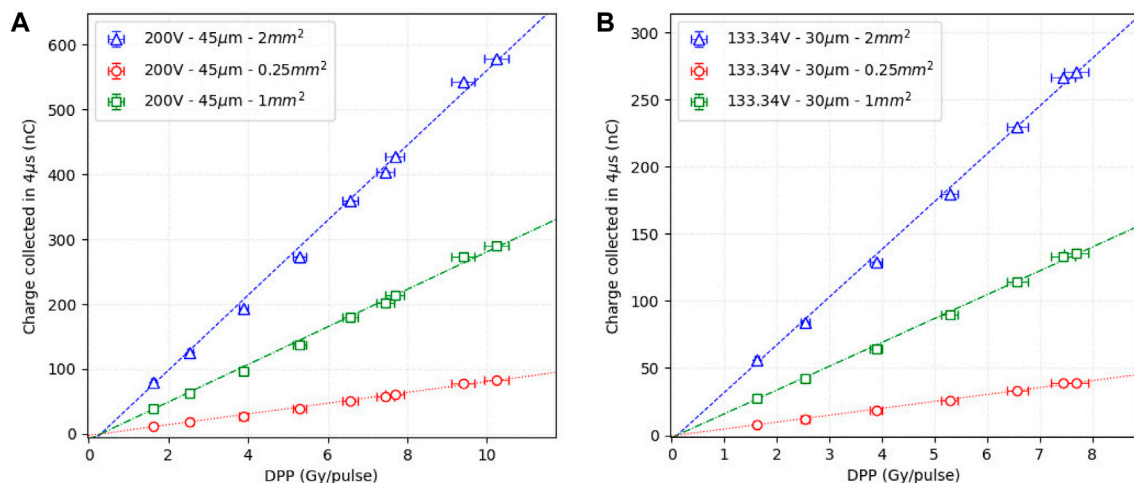 A
200V - 45μm - 2mm²
200V - 45μm - 0.25mm²
200V - 45μm - 1mm²
Charge collected in 4μs (nC)
600
500
400
300
200
100
0
0 2 4 6 8 10
DPP (Gy/pulse)
B
133.34V - 30μm - 2mm²
133.34V - 30μm - 0.25mm²
133.34V - 30μm - 1mm²
Charge collected in 4μs (nC)
300
250
200
150
100
50
0
0 1 2 3 4 5 6 7 8
DPP (Gy/pulse)